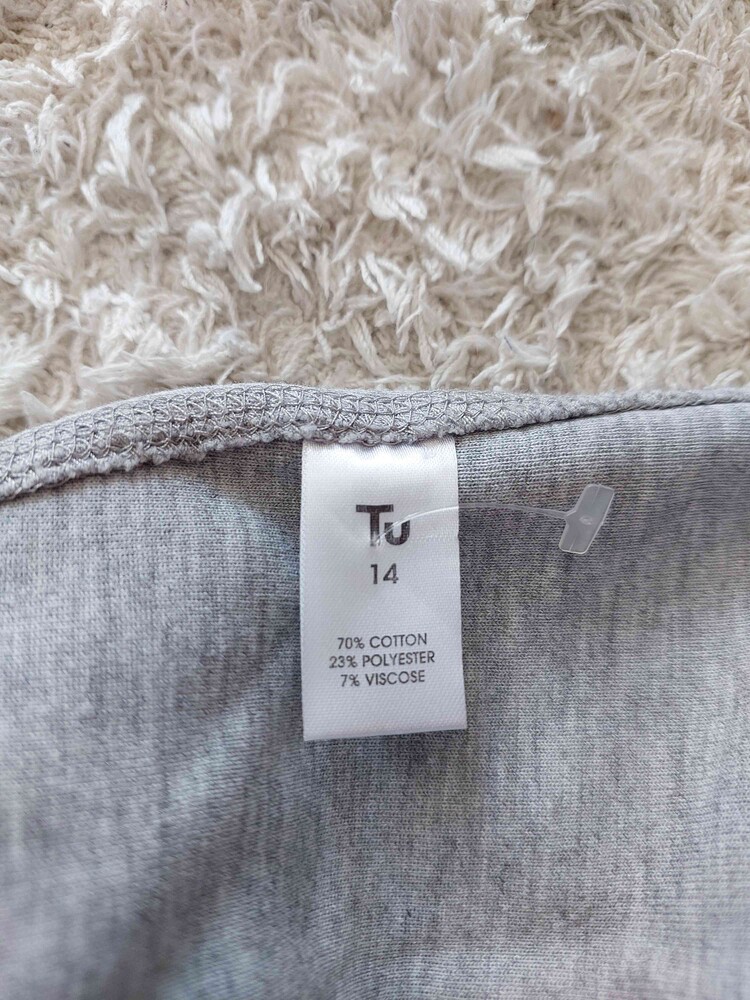 Tu
14
70% COTTON
23% POLYESTER
7% VISCOSE